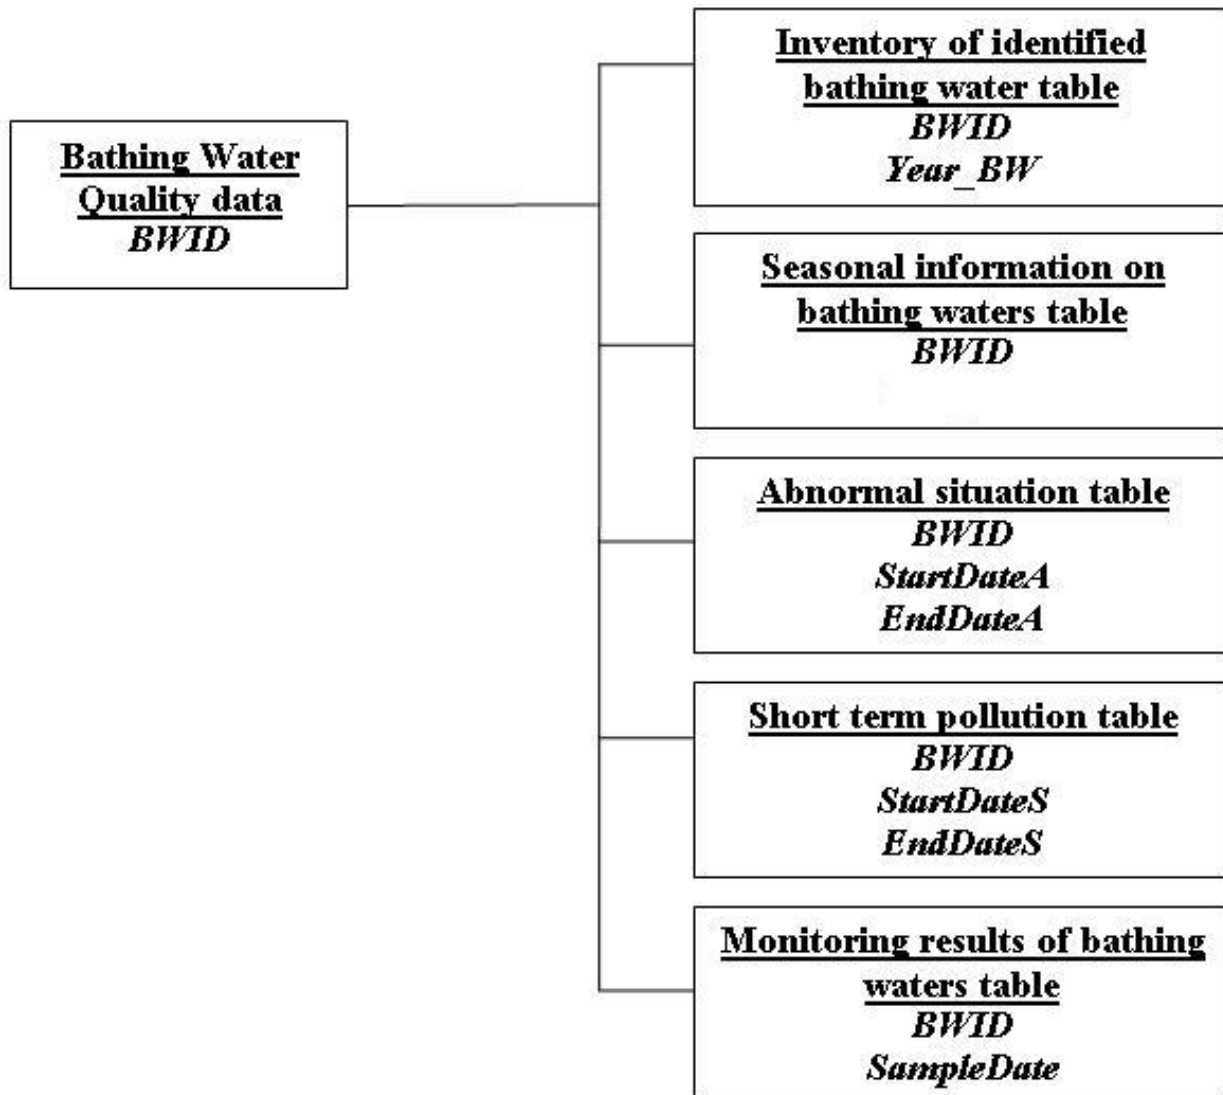 Bathing Water
Quality data
BWID
Inventory of identified
bathing water table
BWID
Year_BW
Seasonal information on
bathing waters table
BWID
Abnormal situation table
BWID
StartDateA
EndDateA
Short term pollution table
BWID
StartDateS
EndDateS
Monitoring results of bathing
waters table
BWID
SampleDate